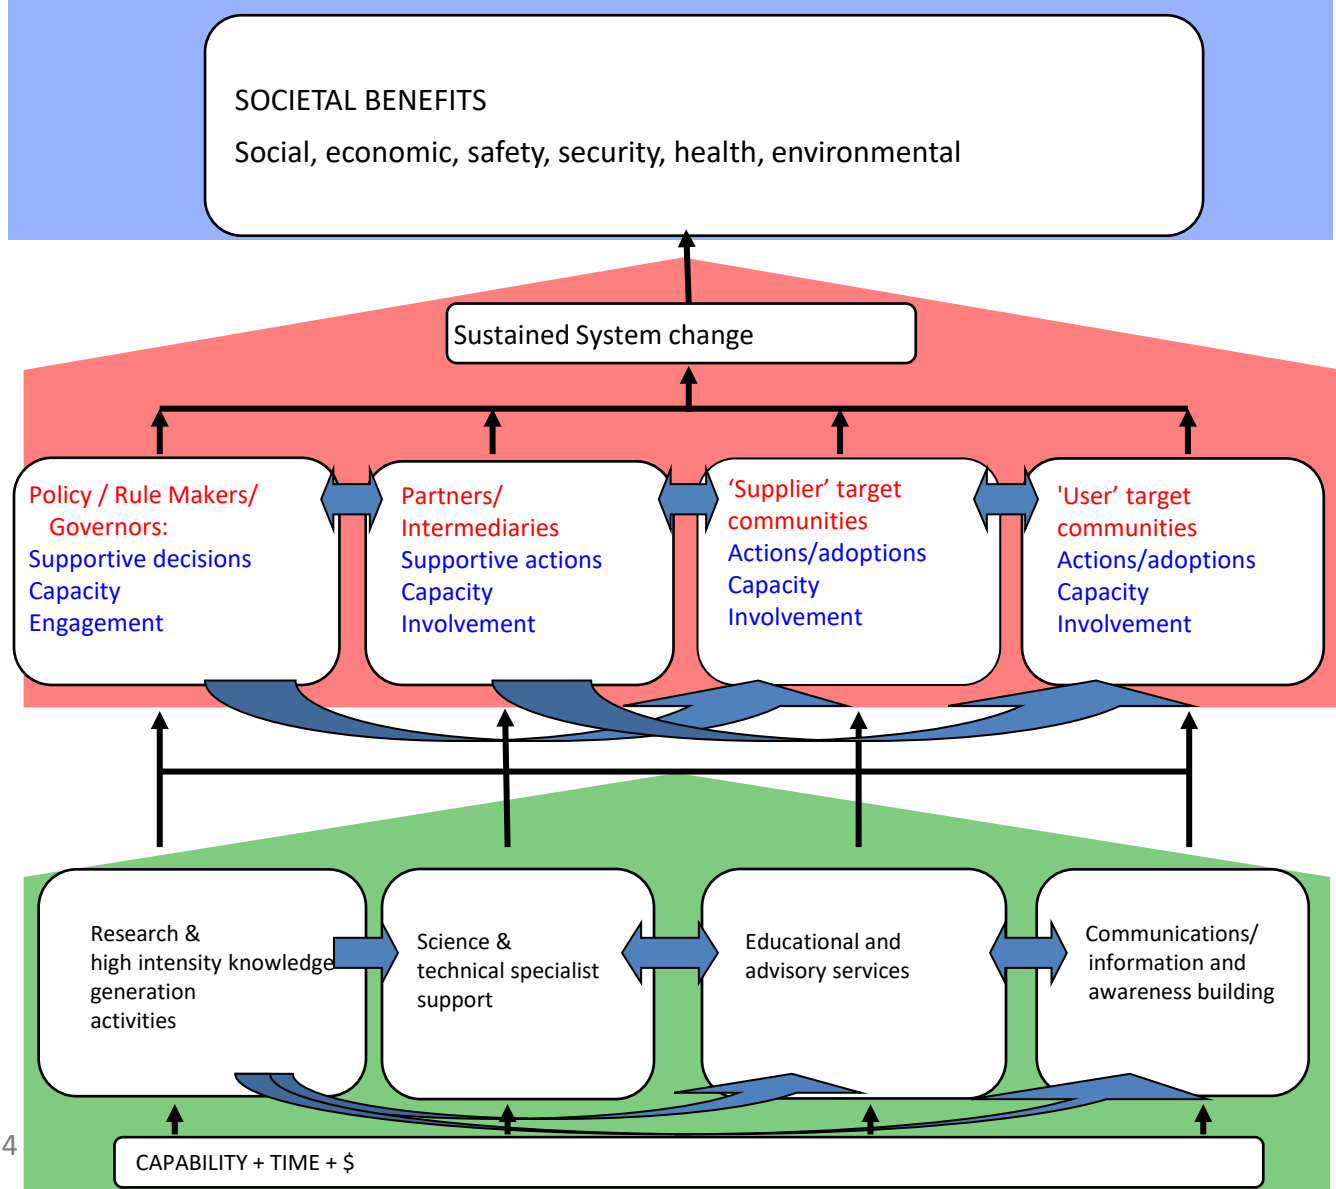 SOCIETAL BENEFITS
Social, economic, safety, security, health, environmental
Sustained System change
Policy / Rule Makers/
Governors:
Supportive decisions
Capacity
Engagement
Partners/
Intermediaries
Supportive actions
Capacity
Involvement
‘Supplier’ target
communities
Actions/adoptions
Capacity
Involvement
'User’ target
communities
Actions/adoptions
Capacity
Involvement
Research &
high intensity knowledge
generation
activities
Science &
technical specialist
support
Educational and
advisory services
Communications/
information and
awareness building
4
CAPABILITY + TIME + $